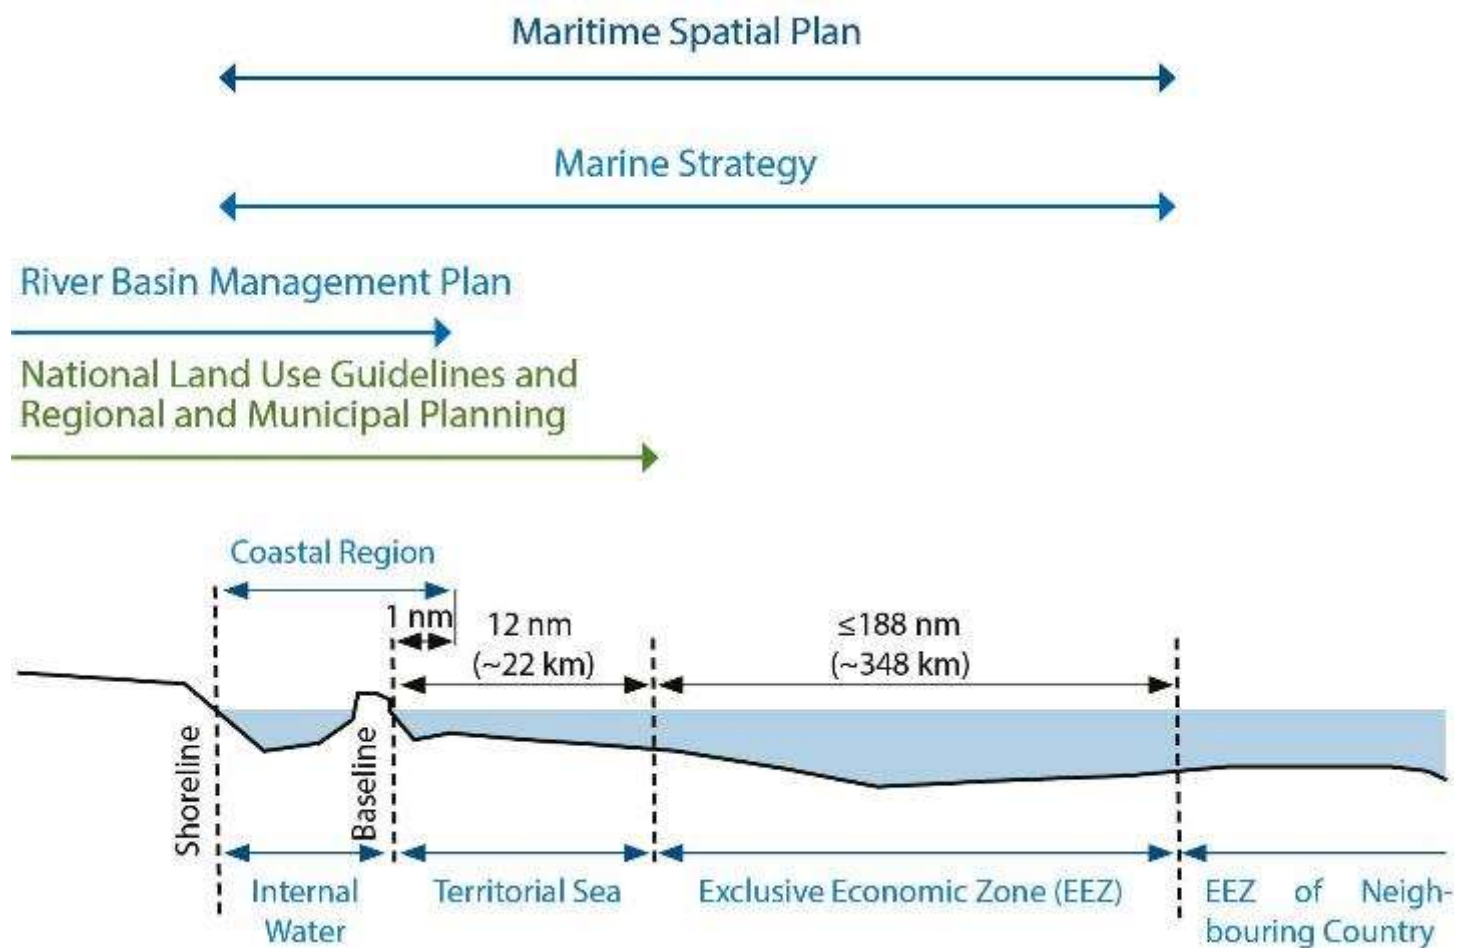 Maritime Spatial Plan
Marine Strategy
River Basin Management Plan
National Land Use Guidelines and
Regional and Municipal Planning
Coastal Region
1 nm
12 nm
(~22 km)
≤188 nm
(~348 km)
Shoreline
Baseline
Internal
Water
Territorial Sea
Exclusive Economic Zone (EEZ)
EEZ of Neigh-
bouring Country